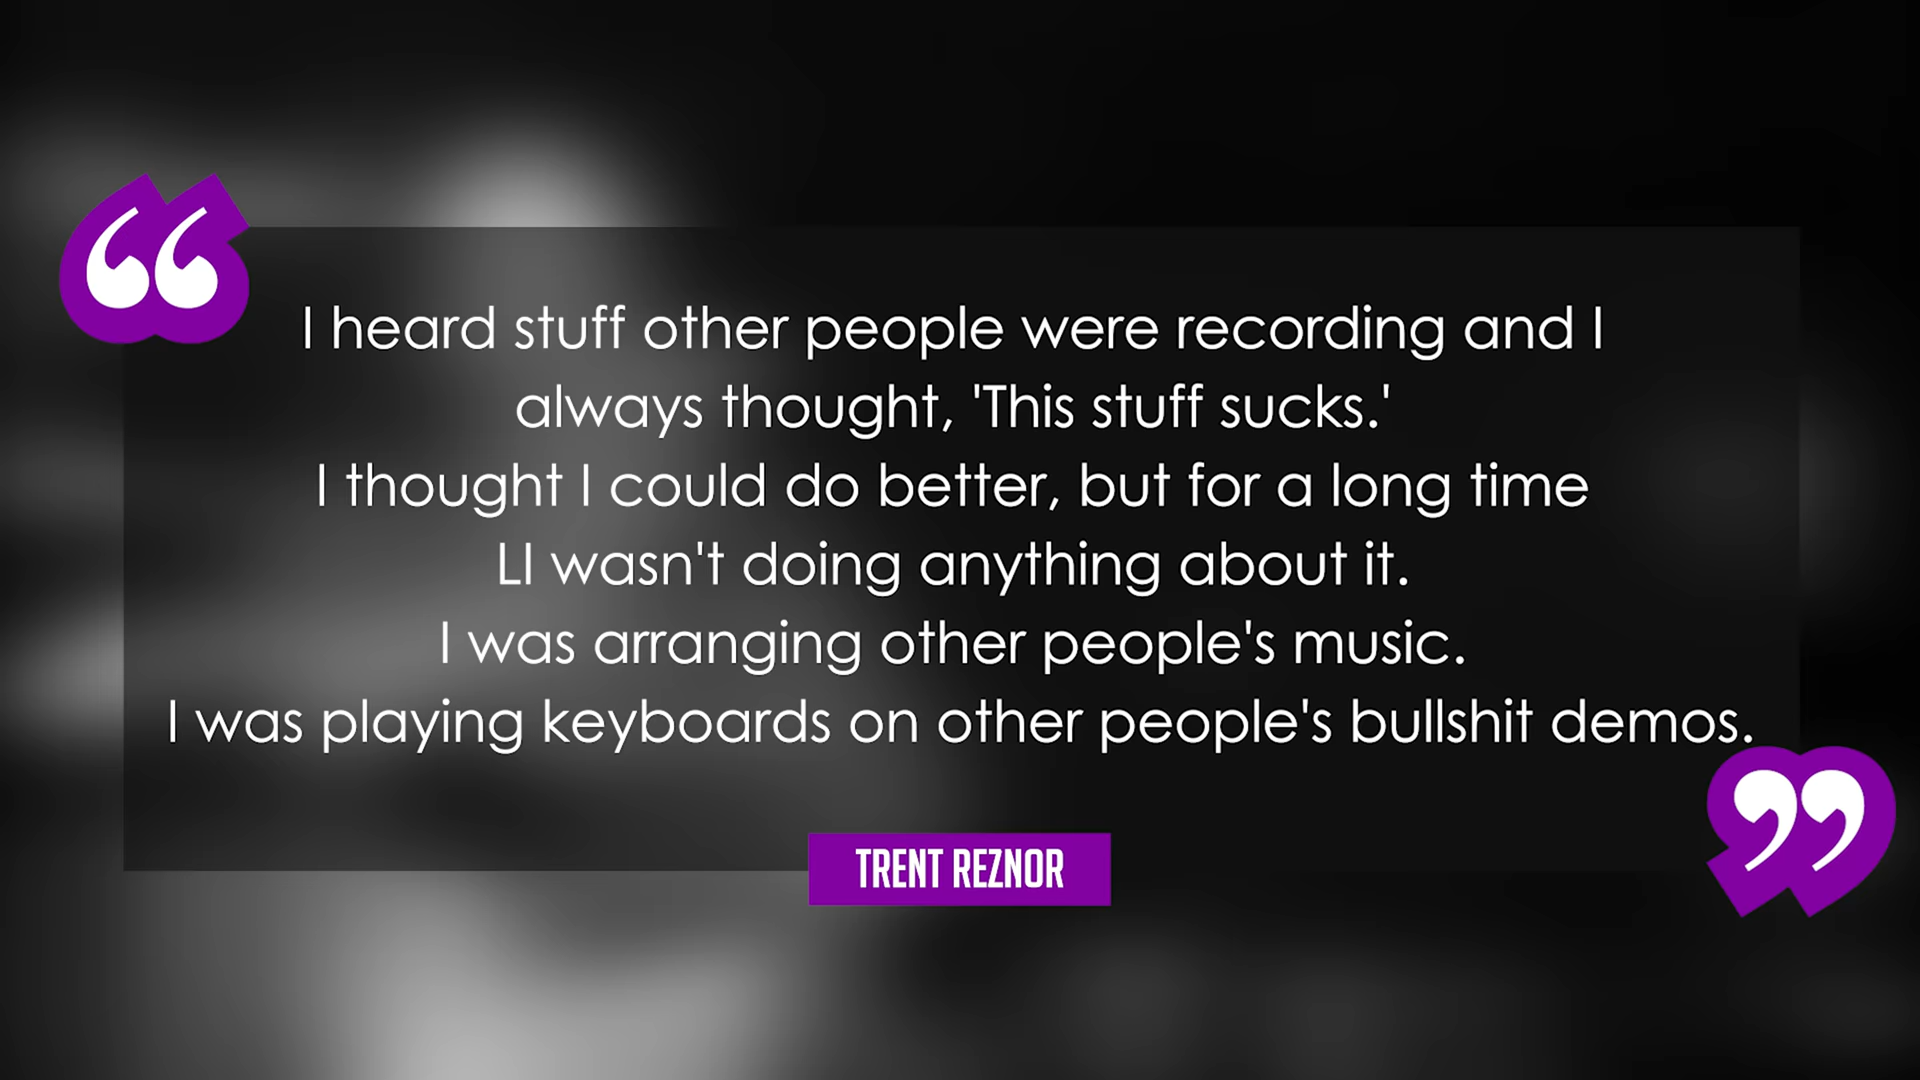 “
I heard stuff other people were recording and I
always thought, 'This stuff sucks.'
I thought I could do better, but for a long time
LI wasn't doing anything about it.
I was arranging other people's music.
I was playing keyboards on other people's bullshit demos.
”
TRENT REZNOR